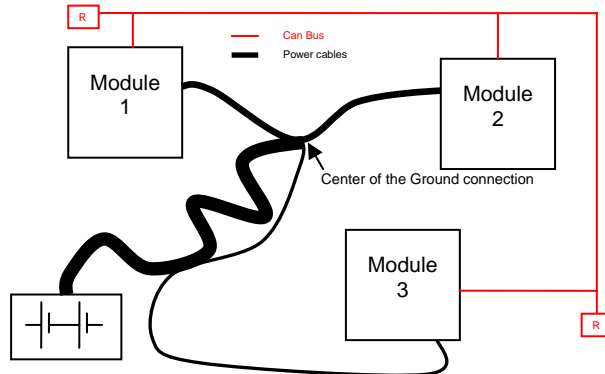 R
Can Bus
Power cables
Module
1
Module
2
Center of the Ground connection
Module
3
R